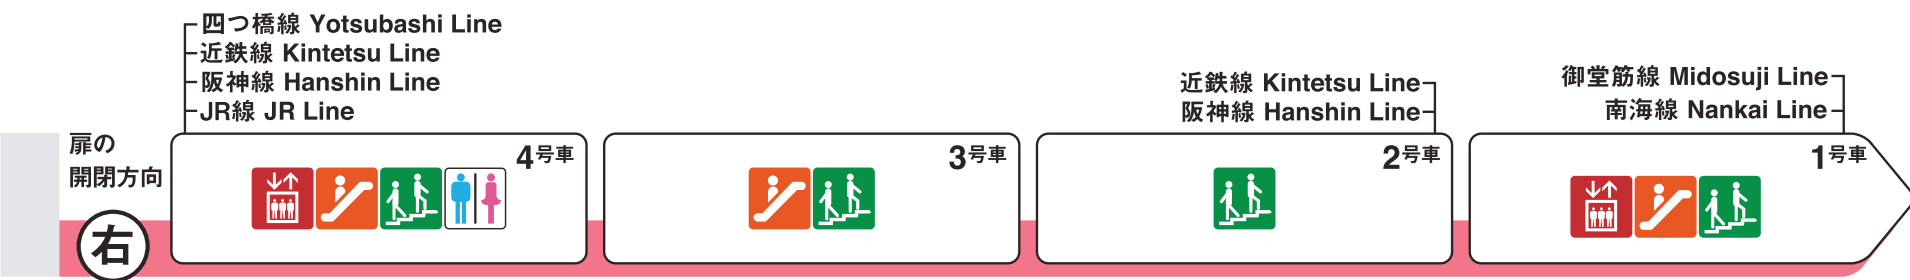 四つ橋線 Yotsubashi Line
近鉄線 Kintetsu Line
阪神線 Hanshin Line
JR線 JR Line
近鉄線 Kintetsu Line
阪神線 Hanshin Line
御堂筋線 Midosuji Line
南海線 Nankai Line
扉の
開閉方向
右
4号車
3号車
2号車
1号車